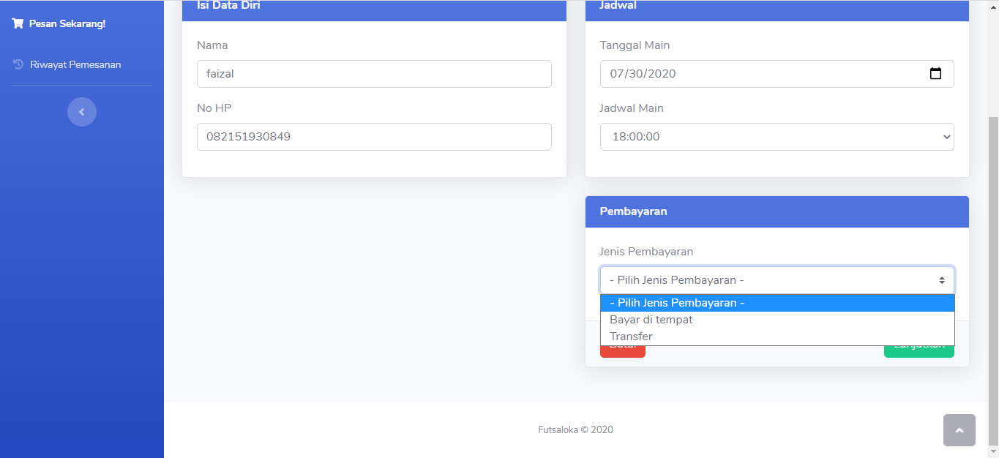 Pesan Sekarang!
Riwayat Pemesanan
Isi Data Diri
Nama
faizal
No HP
082151930849
Jadwal
Tanggal Main
07/30/2020
Jadwal Main
18:00:00
Pembayaran
Jenis Pembayaran
- Pilih Jenis Pembayaran -
- Pilih Jenis Pembayaran -
Bayar di tempat
Transfer
Lanjutkan
Futsaloka © 2020